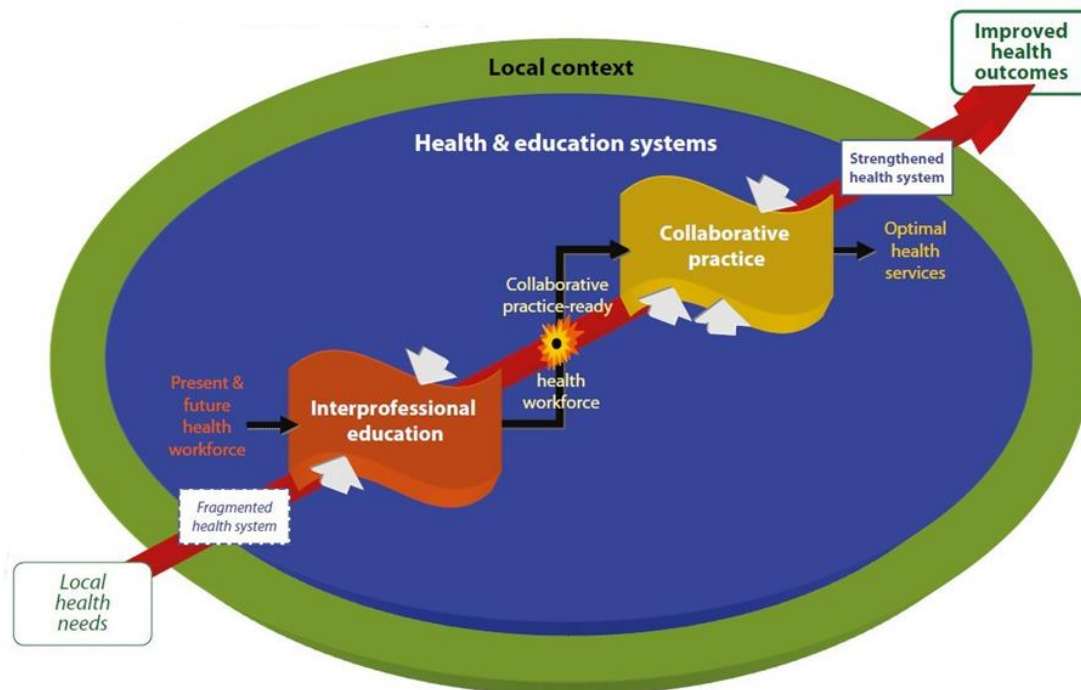 Improved
health
outcomes
Local context
Health & education systems
Strengthened
health system
Collaborative
practice
Optimal
health
services
Collaborative
practice-ready
health
workforce
Present &
future
health
workforce
Interprofessional
education
Fragmented
health system
Local
health
needs